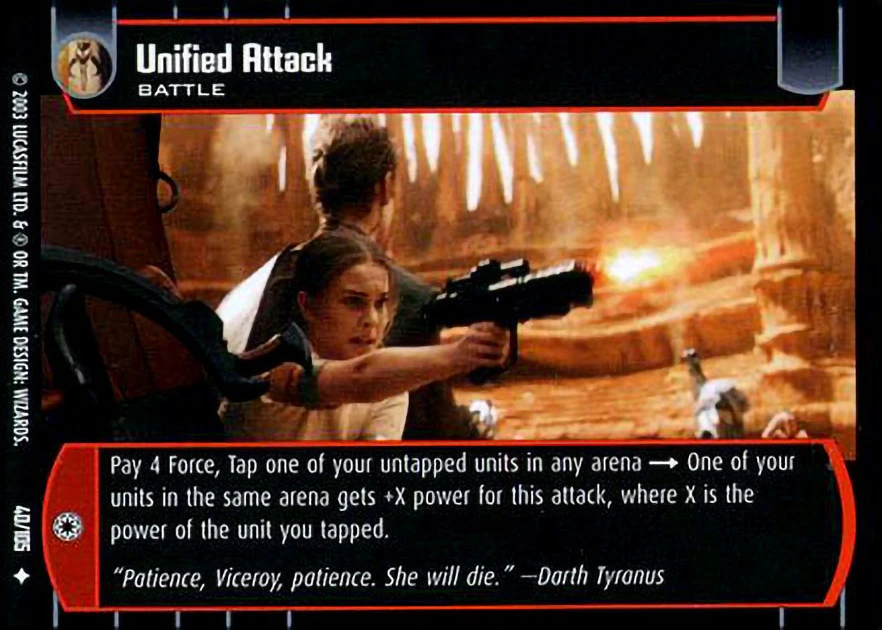 Unified Attack
BATTLE
Pay 4 Force, Tap one of your untapped units in any arena → One of your
units in the same arena gets +X power for this attack, where X is the
power of the unit you tapped.
“Patience, Viceroy, patience. She will die.” —Darth Tyranus
© 2003 LUCASFILM LTD. & ® OR TM. GAME DESIGN: WIZARDS.
40/105